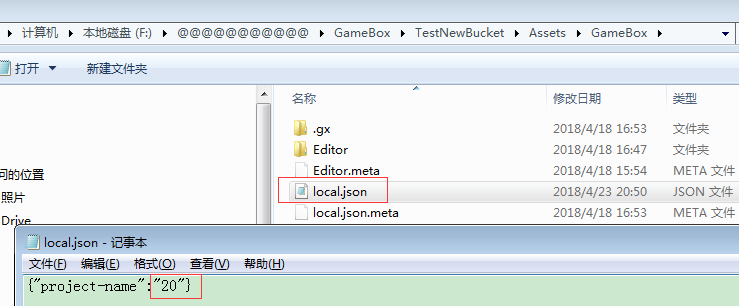 计算机 本地磁盘 (F:) @@@@@@@@@@@ GameBox TestNewBucket Assets GameBox
打开 新建文件夹
名称 修改日期 类型
.gx 2018/4/18 16:53 文件夹
Editor 2018/4/18 16:47 文件夹
问的位置 Editor.meta 2018/4/18 15:54 META 文件
照片 local.json 2018/4/23 20:50 JSON 文件
Drive local.json.meta 2018/4/18 16:53 META 文件
local.json - 记事本
文件(F) 编辑(E) 格式(O) 查看(V) 帮助(H)
{"project-name":"20"}